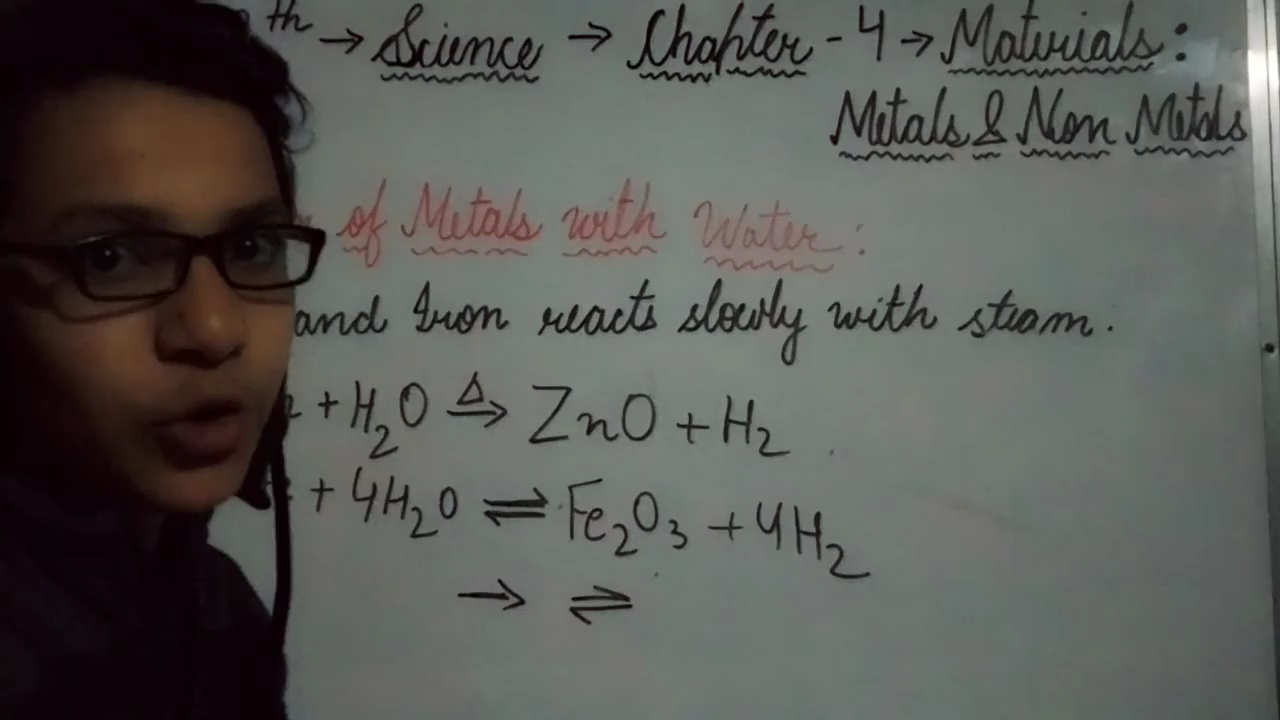 th → Science → Chapter - 4 → Materials :
Metals & Non Metals
of Metals with Water :
and Iron reacts slowly with steam .
+ H₂O ᐃ→ ZnO + H₂
+ 4H₂O ⇌ Fe₂O₃ + 4H₂
→ ⇌